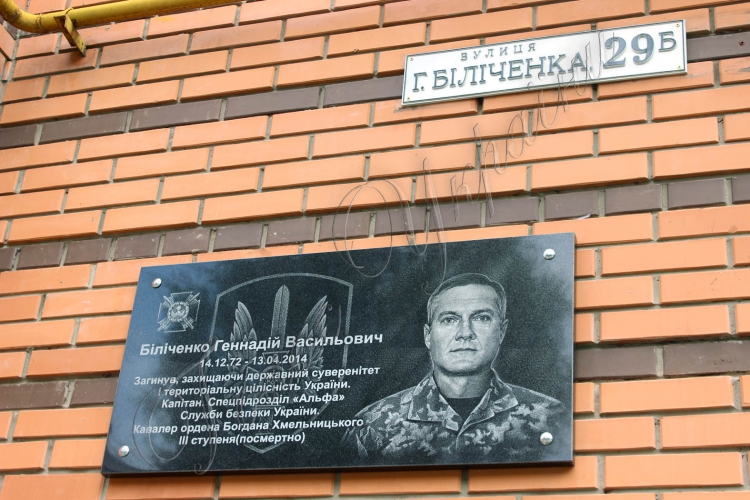 ВУЛИЦЯ
Г. БІЛІЧЕНКА 29Б
Біліченко Геннадій Васильович
14.12.72 - 13.04.2014
Загинув, захищаючи державний суверенітет
і територіальну цілісність України.
Капітан. Спецпідрозділ «Альфа»
Служби безпеки України.
Кавалер ордена Богдана Хмельницького
ІІІ ступеня(посмертно)